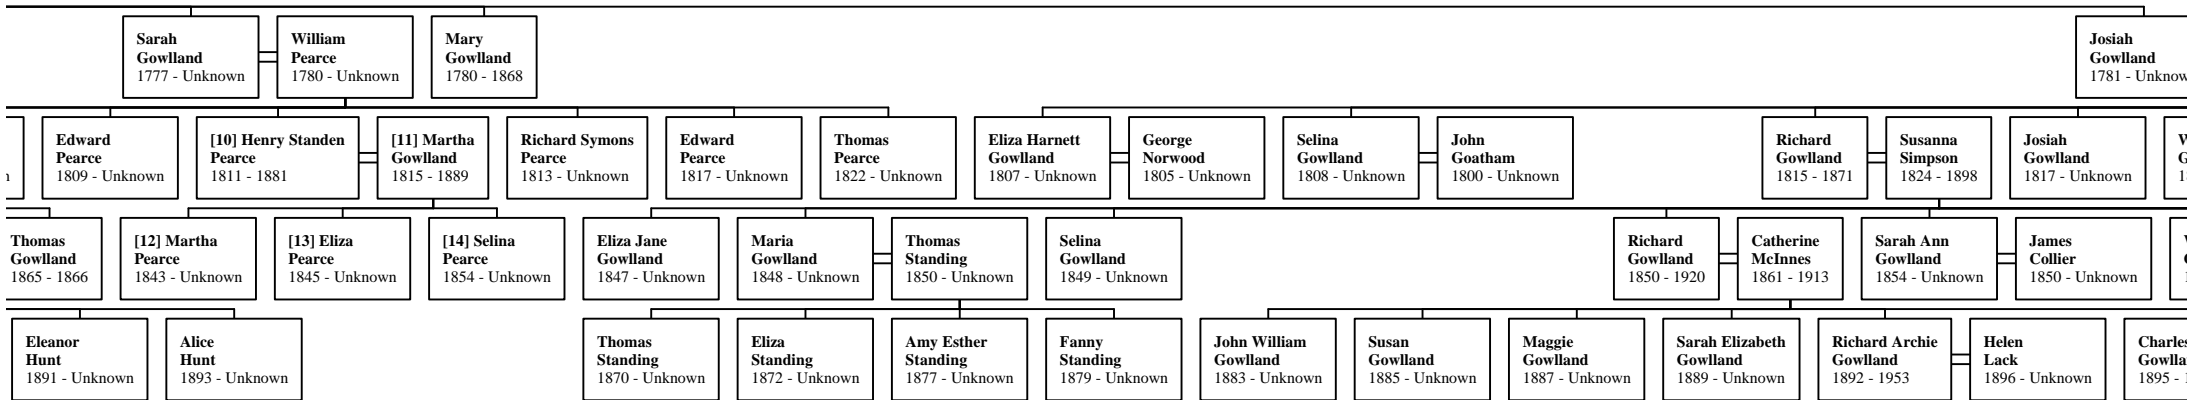 Sarah
Gowlland
1777 - Unknown
William
Pearce
1780 - Unknown
Mary
Gowlland
1780 - 1868
Josiah
Gowlland
1781 - Unknow
Edward
Pearce
1809 - Unknown
[10] Henry Standen
Pearce
1811 - 1881
[11] Martha
Gowlland
1815 - 1889
Richard Symons
Pearce
1813 - Unknown
Edward
Pearce
1817 - Unknown
Thomas
Pearce
1822 - Unknown
Eliza Harnett
Gowlland
1807 - Unknown
George
Norwood
1805 - Unknown
Selina
Gowlland
1808 - Unknown
John
Goatham
1800 - Unknown
Richard
Gowlland
1815 - 1871
Susanna
Simpson
1824 - 1898
Josiah
Gowlland
1817 - Unknown
Thomas
Gowlland
1865 - 1866
[12] Martha
Pearce
1843 - Unknown
[13] Eliza
Pearce
1845 - Unknown
[14] Selina
Pearce
1854 - Unknown
Eliza Jane
Gowlland
1847 - Unknown
Maria
Gowlland
1848 - Unknown
Thomas
Standing
1850 - Unknown
Selina
Gowlland
1849 - Unknown
Richard
Gowlland
1850 - 1920
Catherine
McInnes
1861 - 1913
Sarah Ann
Gowlland
1854 - Unknown
James
Collier
1850 - Unknown
Eleanor
Hunt
1891 - Unknown
Alice
Hunt
1893 - Unknown
Thomas
Standing
1870 - Unknown
Eliza
Standing
1872 - Unknown
Amy Esther
Standing
1877 - Unknown
Fanny
Standing
1879 - Unknown
John William
Gowlland
1883 - Unknown
Susan
Gowlland
1885 - Unknown
Maggie
Gowlland
1887 - Unknown
Sarah Elizabeth
Gowlland
1889 - Unknown
Richard Archie
Gowlland
1892 - 1953
Helen
Lack
1896 - Unknown
Charles
Gowlla
1895 -